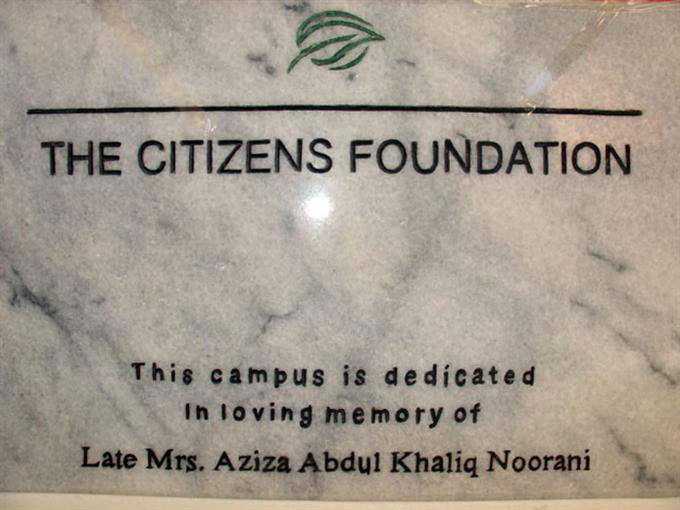 THE CITIZENS FOUNDATION
This campus is dedicated
In loving memory of
Late Mrs. Aziza Abdul Khaliq Noorani